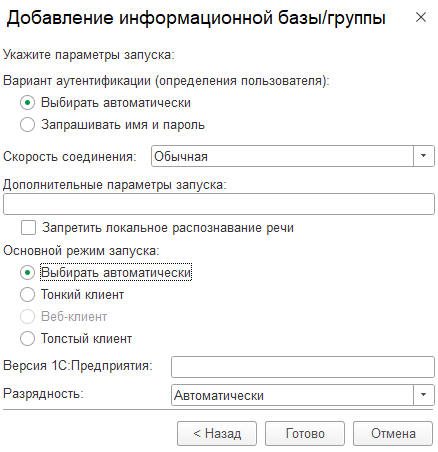 Добавление информационной базы/группы
Укажите параметры запуска:
Вариант аутентификации (определения пользователя):
Выбирать автоматически
Запрашивать имя и пароль
Скорость соединения: Обычная
Дополнительные параметры запуска:
Запретить локальное распознавание речи
Основной режим запуска:
Выбирать автоматически
Тонкий клиент
Веб-клиент
Толстый клиент
Версия 1С:Предприятия:
Разрядность: Автоматически
< Назад Готово Отмена